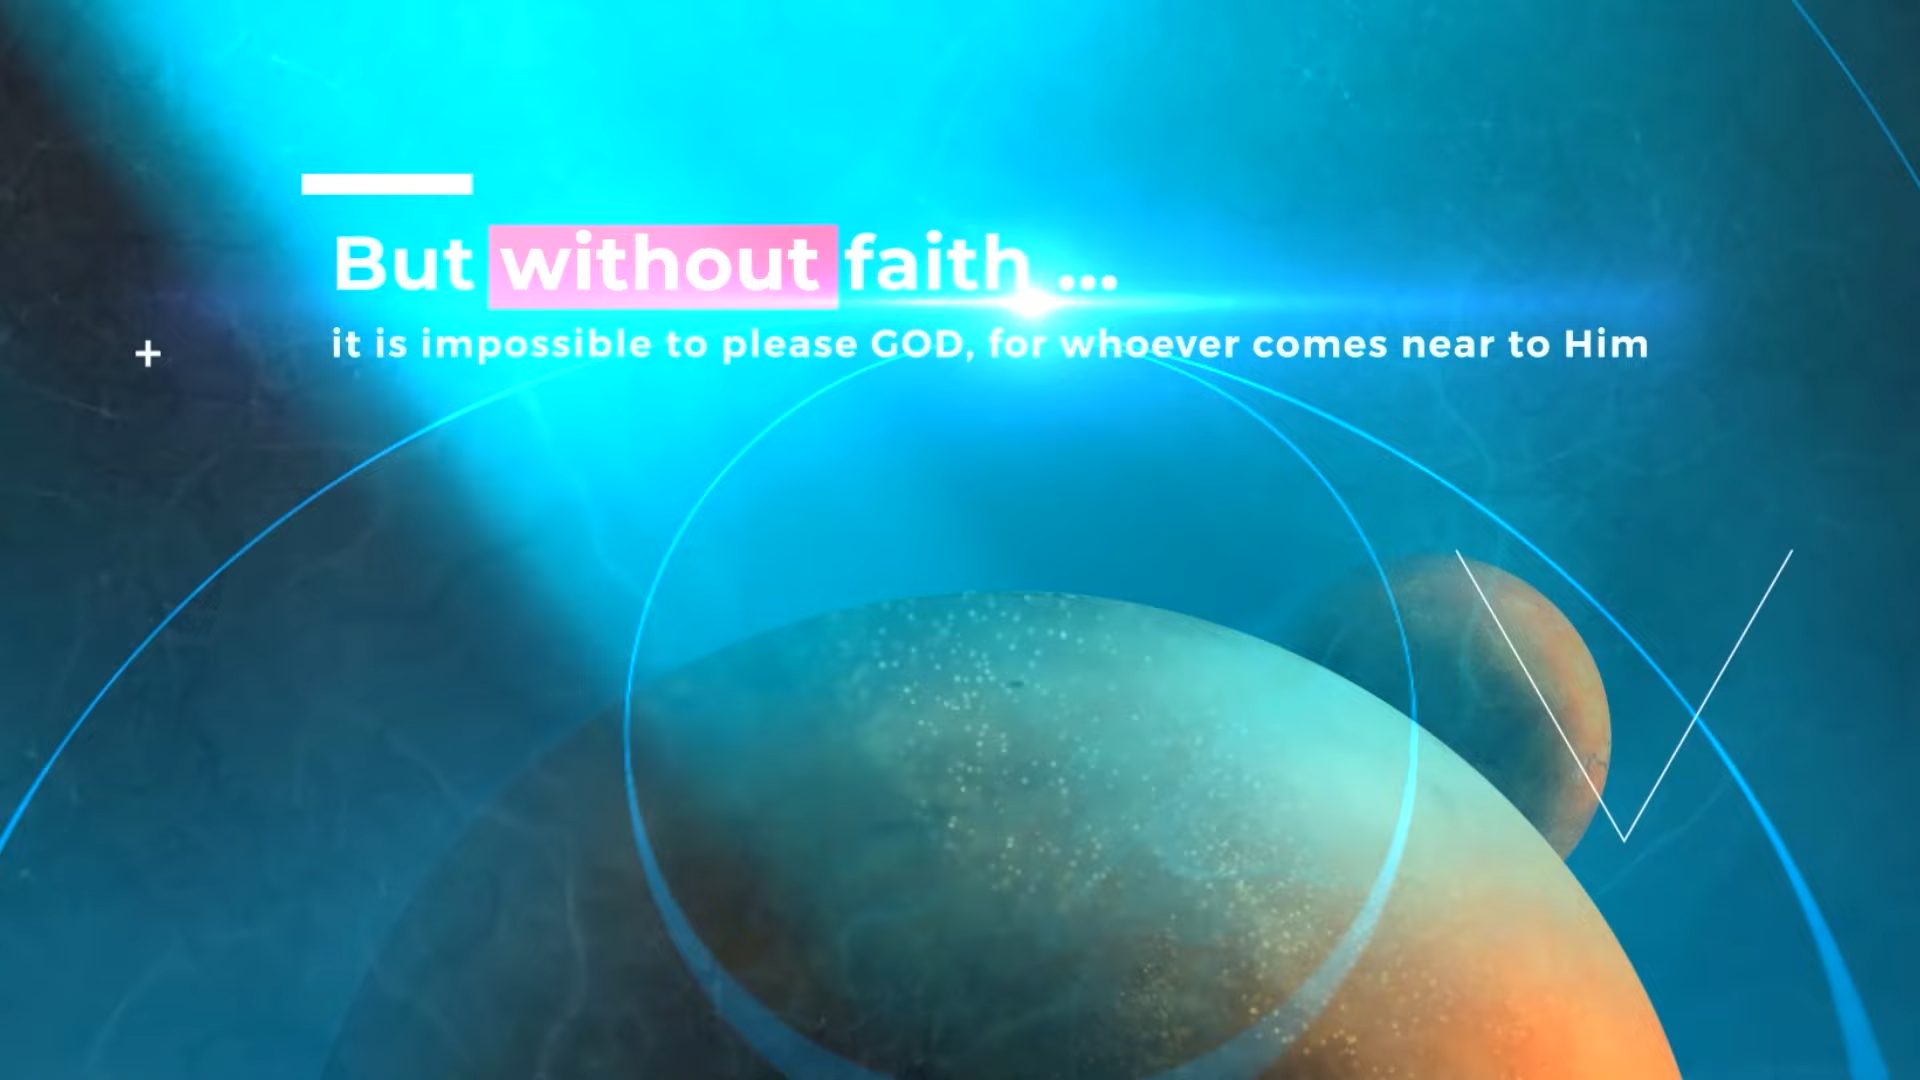 But without faith ...
it is impossible to please GOD, for whoever comes near to Him